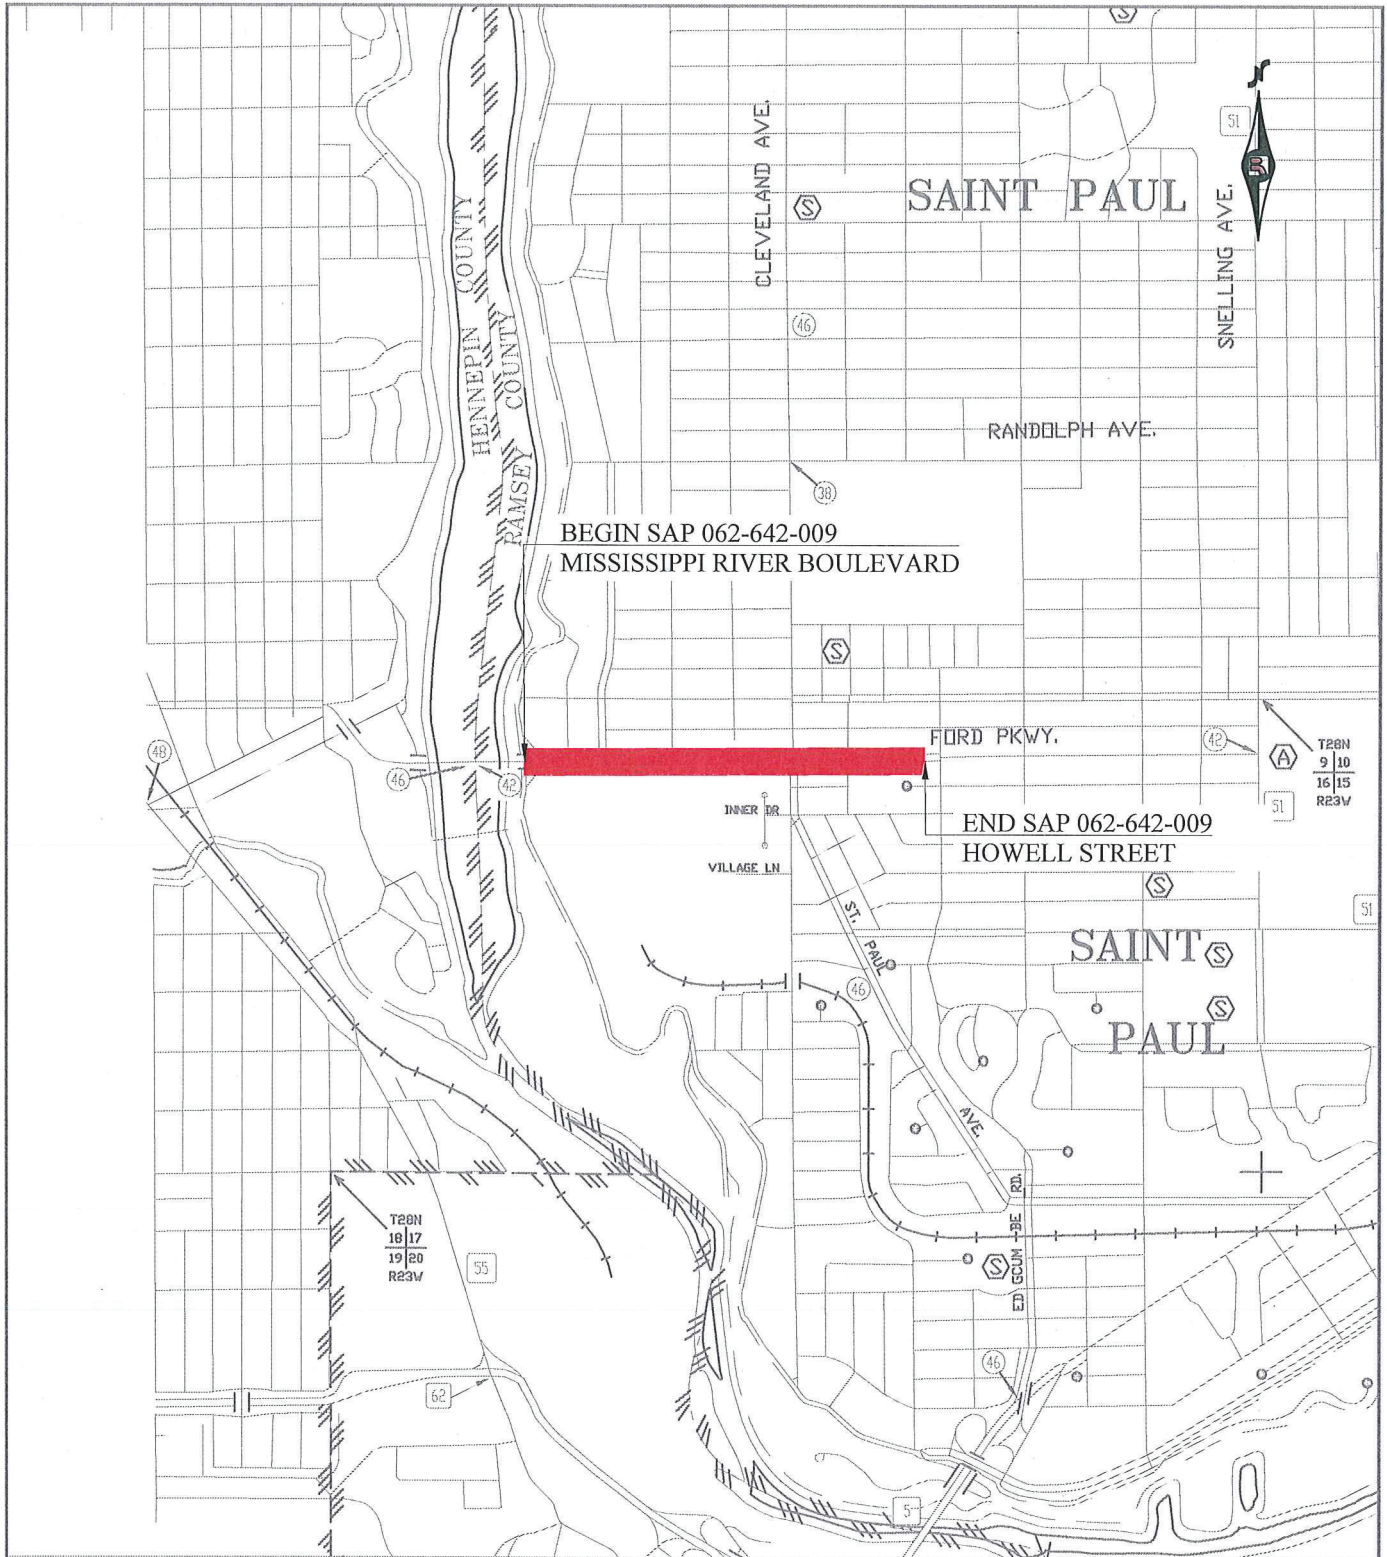 S
N
51
CLEVELAND AVE.
SAINT PAUL
S
SNELLING AVE.
HENNEPIN COUNTY
RAMSEY COUNTY
46
RANDOLPH AVE.
38
BEGIN SAP 062-642-009
MISSISSIPPI RIVER BOULEVARD
S
FORD PKWY.
48
46
42
42
A
T28N
9 10
16 15
R23W
51
INNER DR
END SAP 062-642-009
HOWELL STREET
VILLAGE LN
S
51
ST. PAUL AVE.
SAINT
S
46
S
PAUL
T28N
18 17
19 20
R23W
55
ED GCUM BE RD.
S
46
62
5